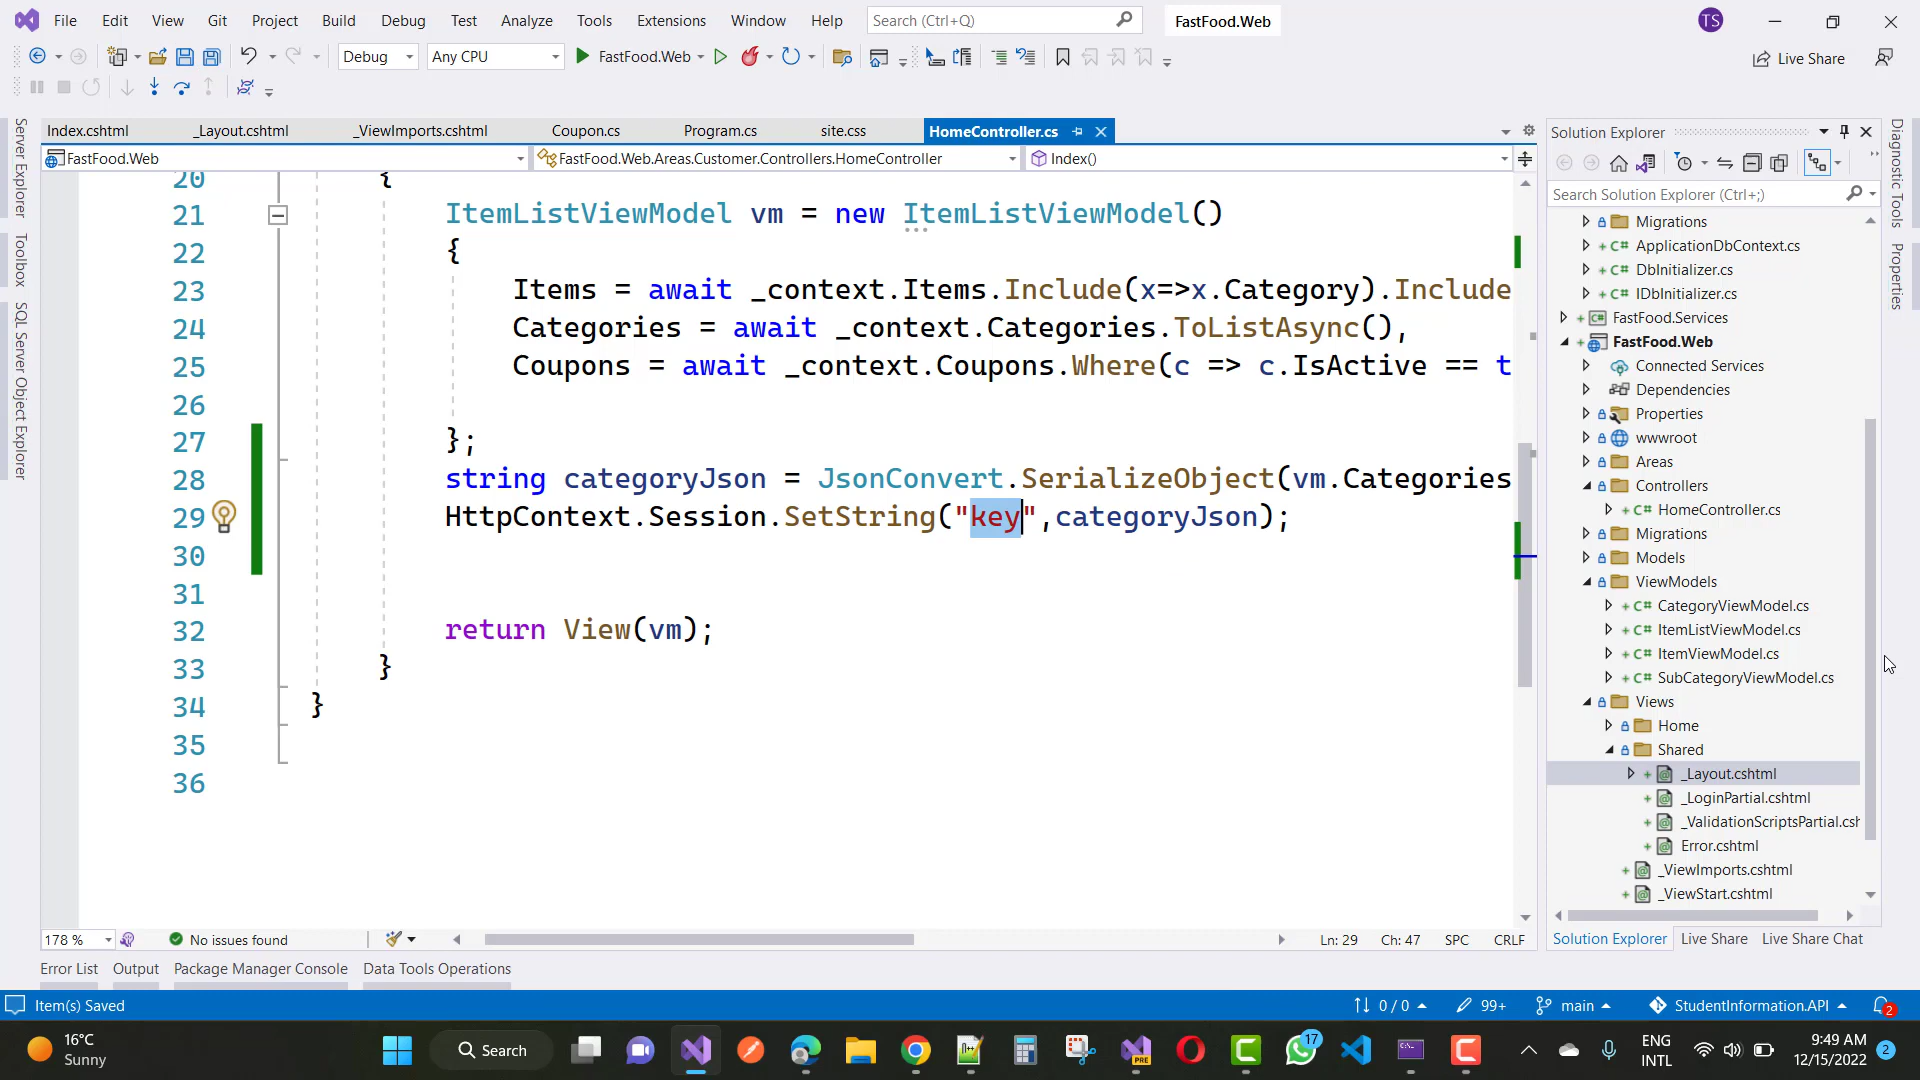 File Edit View Git Project Build Debug Test Analyze Tools Extensions Window Help Search (Ctrl+Q) FastFood.Web TS
Debug Any CPU FastFood.Web Live Share
Index.cshtml _Layout.cshtml _ViewImports.cshtml Coupon.cs Program.cs site.css HomeController.cs
FastFood.Web FastFood.Web.Areas.Customer.Controllers.HomeController Index()
20 {
21 ItemListViewModel vm = new ItemListViewModel()
22 {
23 Items = await _context.Items.Include(x=>x.Category).Include
24 Categories = await _context.Categories.ToListAsync(),
25 Coupons = await _context.Coupons.Where(c => c.IsActive == t
26
27 };
28 string categoryJson = JsonConvert.SerializeObject(vm.Categories
29 HttpContext.Session.SetString("key",categoryJson);
30
31
32 return View(vm);
33 }
34 }
35
36
178 % No issues found Ln: 29 Ch: 47 SPC CRLF
Error List Output Package Manager Console Data Tools Operations
Item(s) Saved 0 / 0 99+ main StudentInformation.API 2
Server Explorer
Toolbox
SQL Server Object Explorer
Solution Explorer
Search Solution Explorer (Ctrl+;)
Migrations
C# ApplicationDbContext.cs
C# DbInitializer.cs
C# IDbInitializer.cs
C# FastFood.Services
FastFood.Web
Connected Services
Dependencies
Properties
wwwroot
Areas
Controllers
C# HomeController.cs
Migrations
Models
ViewModels
C# CategoryViewModel.cs
C# ItemListViewModel.cs
C# ItemViewModel.cs
C# SubCategoryViewModel.cs
Views
Home
Shared
_Layout.cshtml
_LoginPartial.cshtml
_ValidationScriptsPartial.csh
Error.cshtml
_ViewImports.cshtml
_ViewStart.cshtml
Solution Explorer Live Share Live Share Chat
Diagnostic Tools
Properties
16°C
Sunny
Search
17
PRE
ENG
INTL
9:49 AM
12/15/2022
2